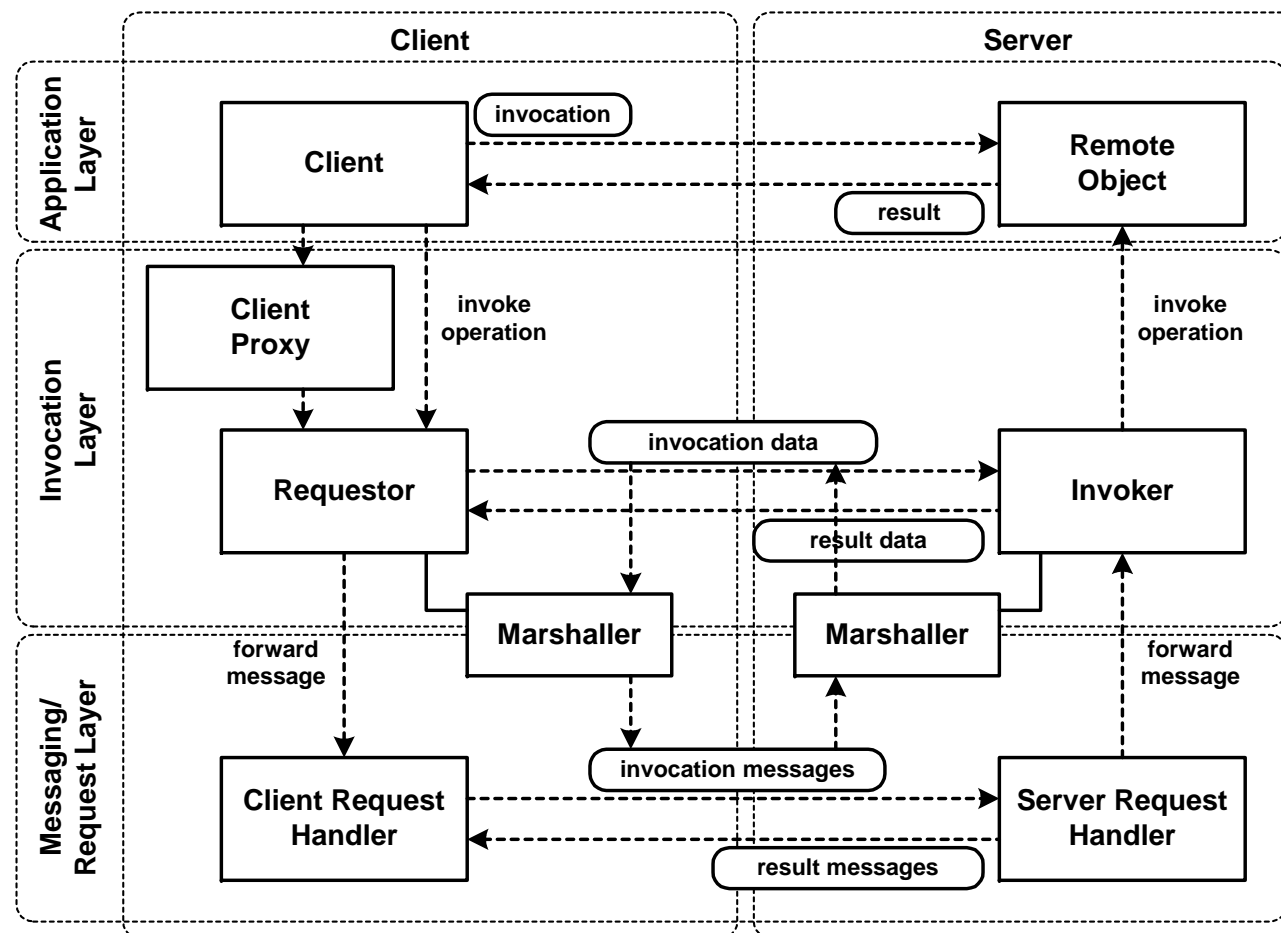 Client
Server
Application
Layer
invocation
Client
Remote
Object
result
Invocation
Layer
Client
Proxy
invoke
operation
invoke
operation
invocation data
Requestor
Invoker
result data
Marshaller
Marshaller
Messaging/
Request Layer
forward
message
forward
message
invocation messages
Client Request
Handler
Server Request
Handler
result messages